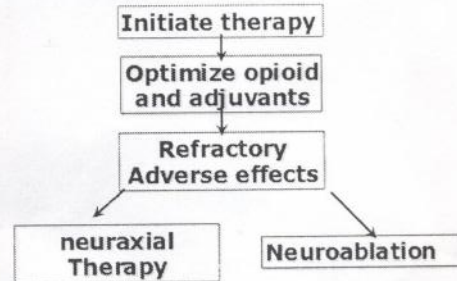 Initiate therapy
Optimize opioid
and adjuvants
Refractory
Adverse effects
neuraxial
Therapy
Neuroablation